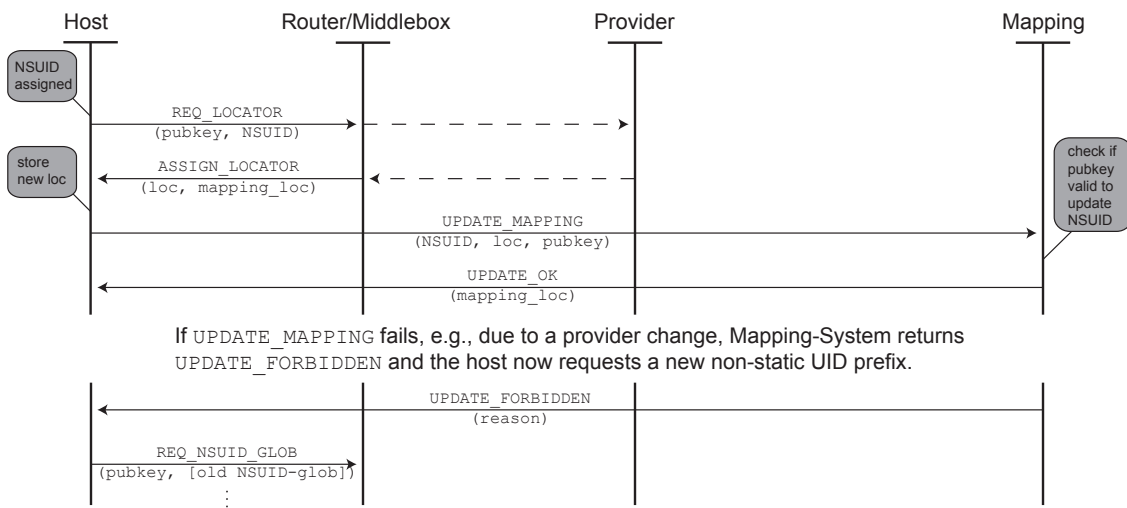 Host Router/Middlebox Provider Mapping
NSUID
assigned
REQ_LOCATOR
(pubkey, NSUID)
store
new loc
ASSIGN_LOCATOR
(loc, mapping_loc)
check if
pubkey
valid to
update
NSUID
UPDATE_MAPPING
(NSUID, loc, pubkey)
UPDATE_OK
(mapping_loc)
If UPDATE_MAPPING fails, e.g., due to a provider change, Mapping-System returns
UPDATE_FORBIDDEN and the host now requests a new non-static UID prefix.
UPDATE_FORBIDDEN
(reason)
REQ_NSUID_GLOB
(pubkey, [old NSUID-glob])